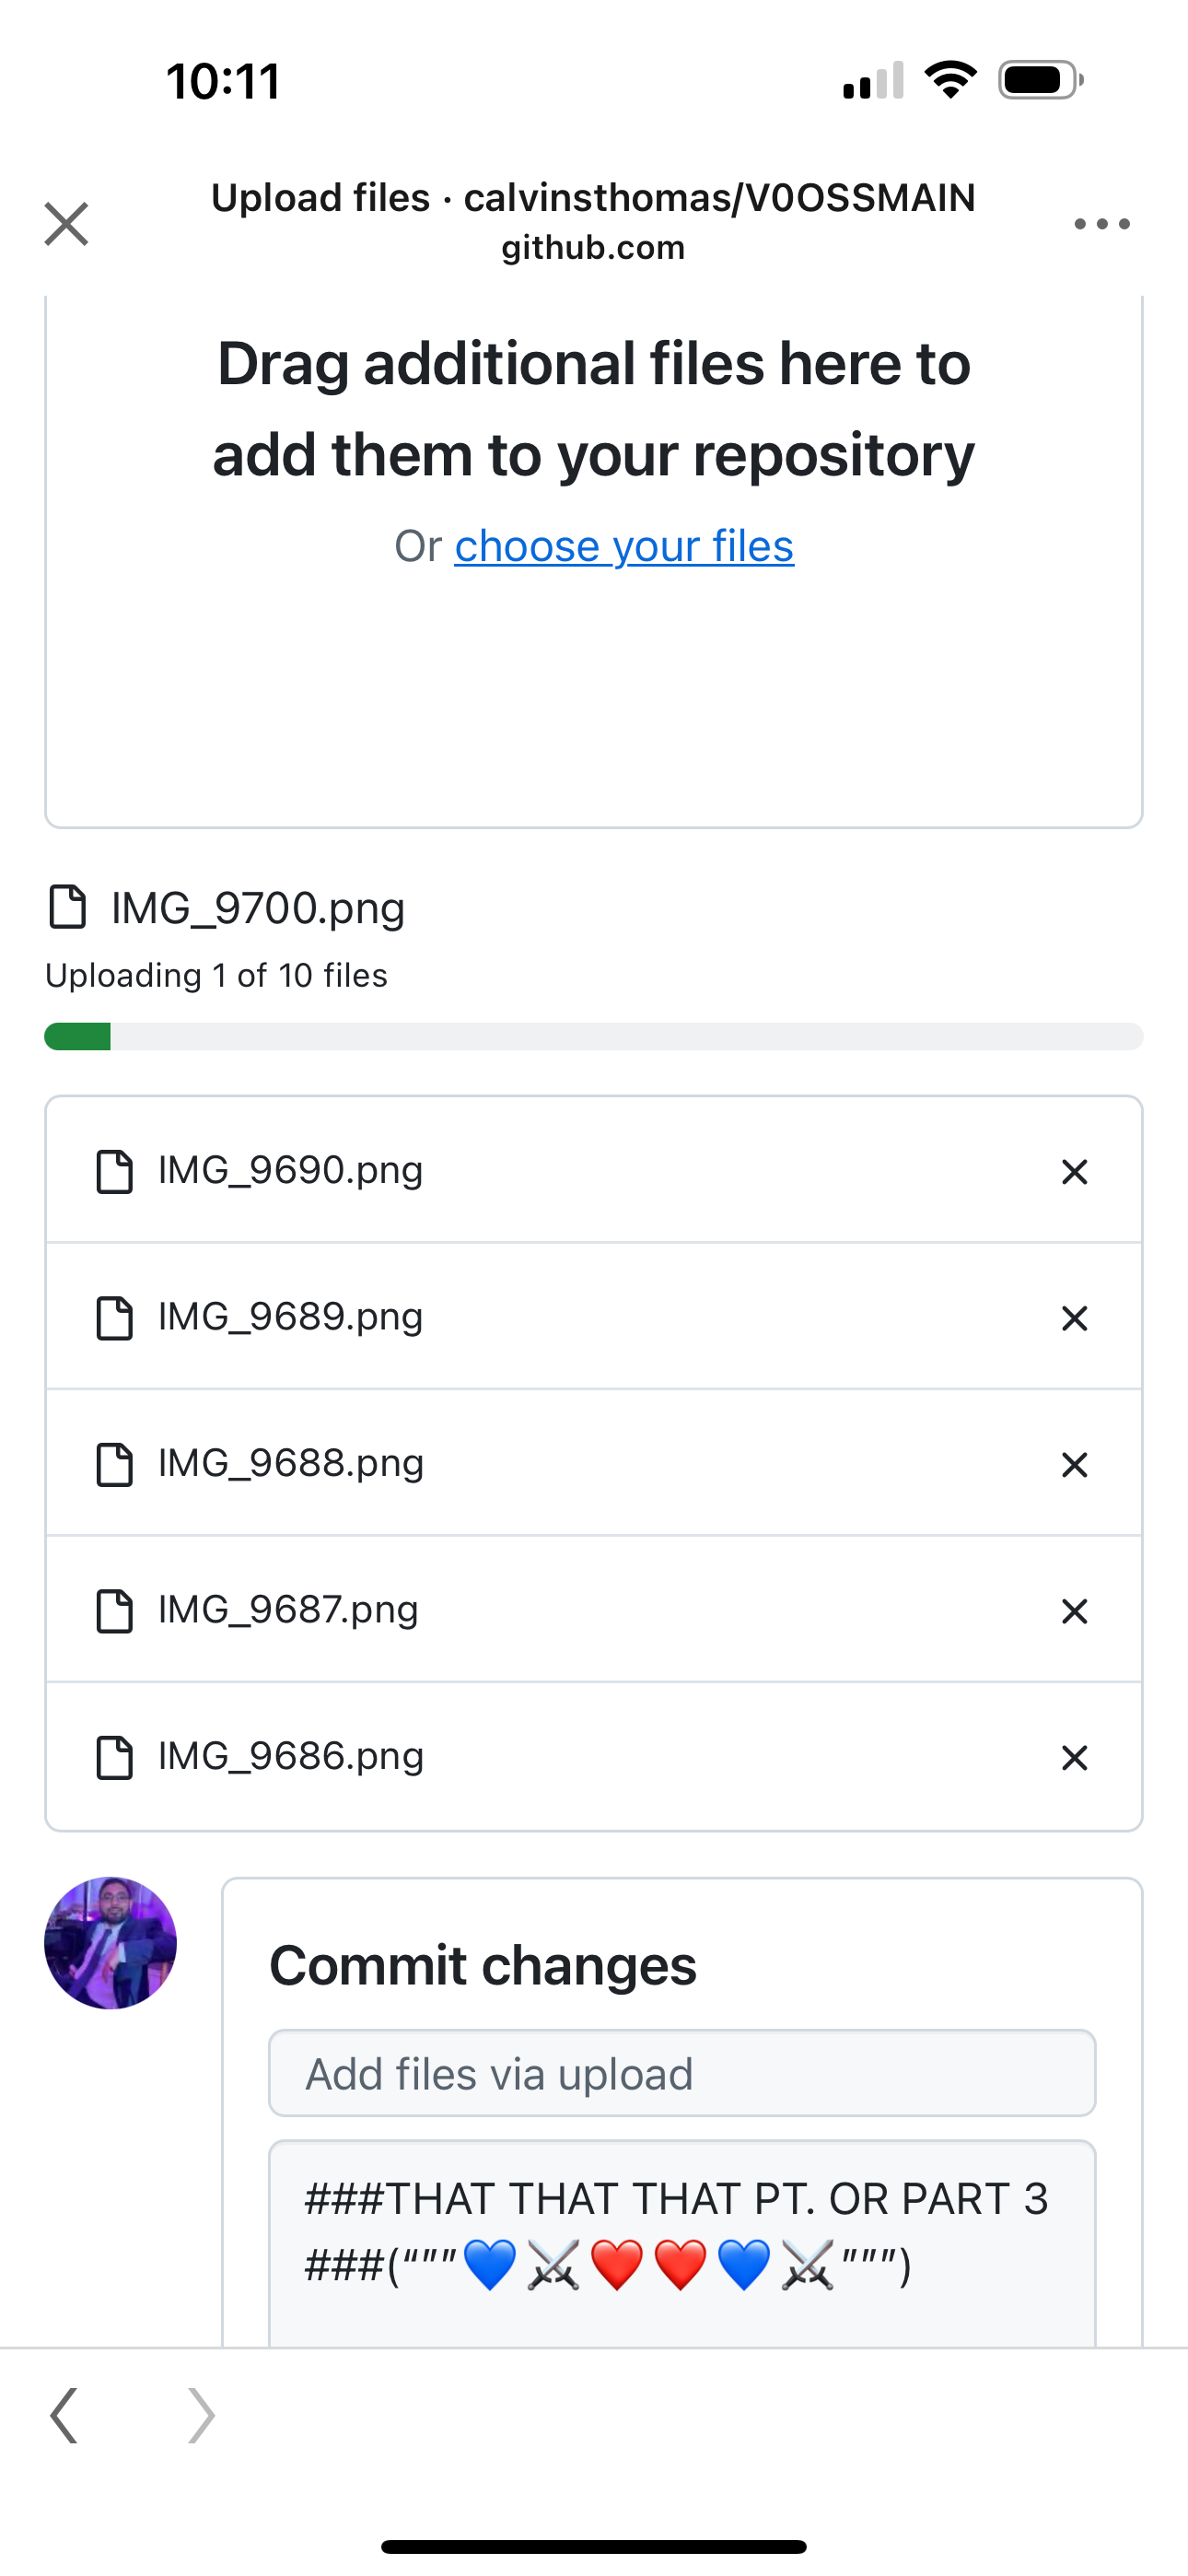 10:11
Upload files · calvinsthomas/V0OSSMAIN
github.com
Drag additional files here to
add them to your repository
Or choose your files
IMG_9700.png
Uploading 1 of 10 files
IMG_9690.png
IMG_9689.png
IMG_9688.png
IMG_9687.png
IMG_9686.png
Commit changes
Add files via upload
###THAT THAT THAT PT. OR PART 3
###(“””💙⚔️❤️❤️💙⚔️”””)